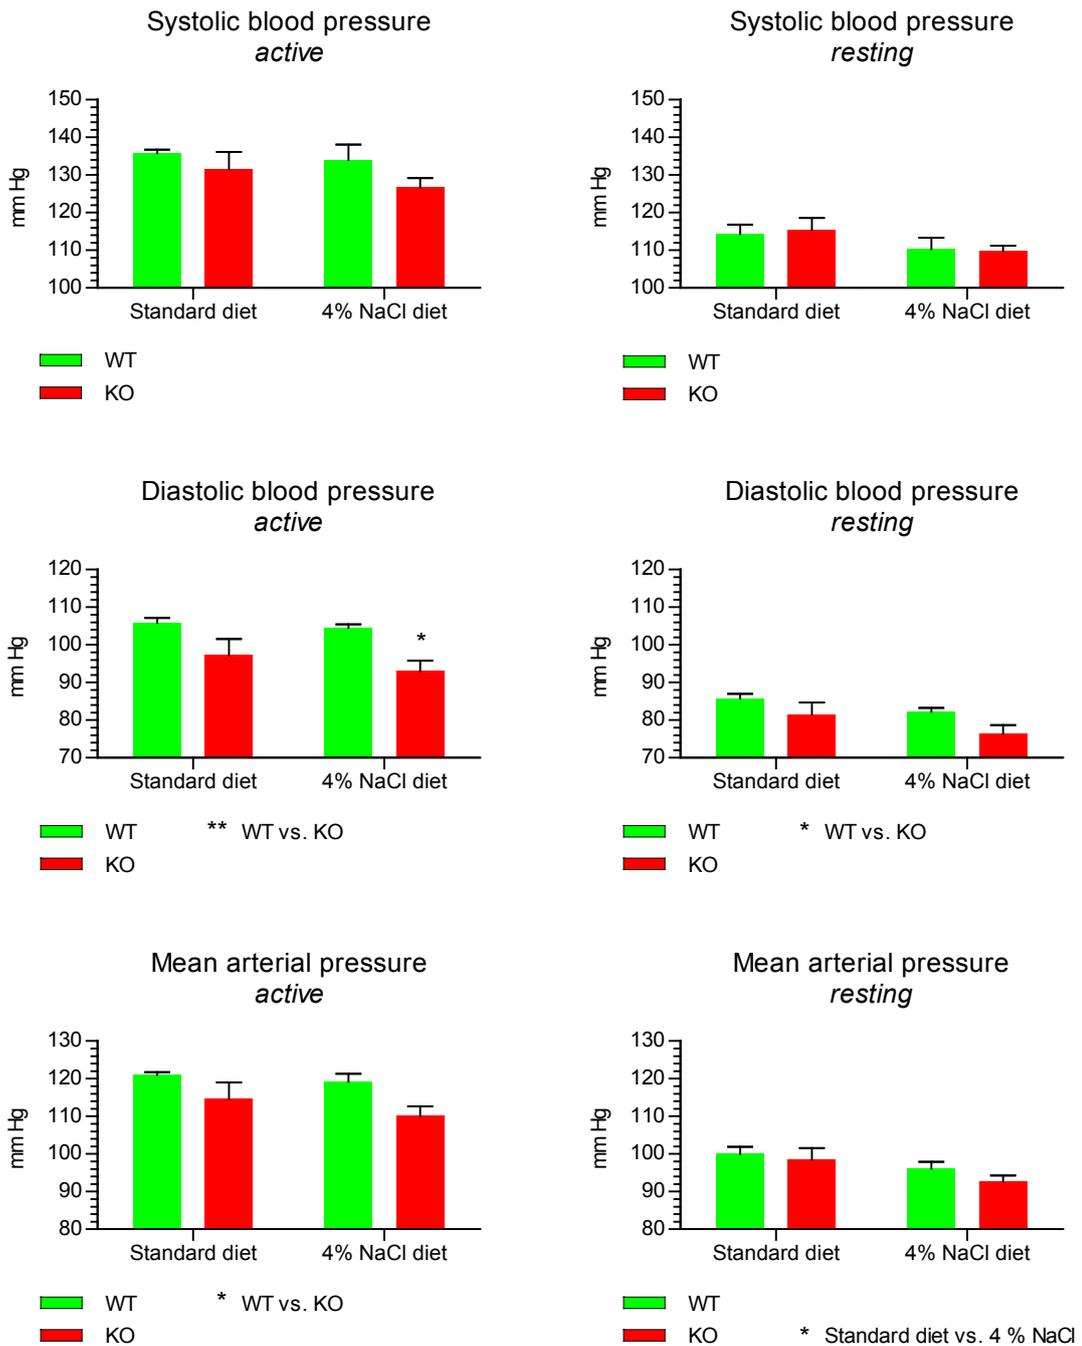 Systolic blood pressure
active
150
140
130
120
110
100
mm Hg
Standard diet
4% NaCl diet
WT
KO
Systolic blood pressure
resting
150
140
130
120
110
100
mm Hg
Standard diet
4% NaCl diet
WT
KO
Diastolic blood pressure
active
120
110
100
90
80
70
mm Hg
*
Standard diet
4% NaCl diet
WT
** WT vs. KO
KO
Diastolic blood pressure
resting
120
110
100
90
80
70
mm Hg
Standard diet
4% NaCl diet
WT
* WT vs. KO
KO
Mean arterial pressure
active
130
120
110
100
90
80
mm Hg
Standard diet
4% NaCl diet
WT
* WT vs. KO
KO
Mean arterial pressure
resting
130
120
110
100
90
80
mm Hg
Standard diet
4% NaCl diet
WT
KO
* Standard diet vs. 4 % NaCl